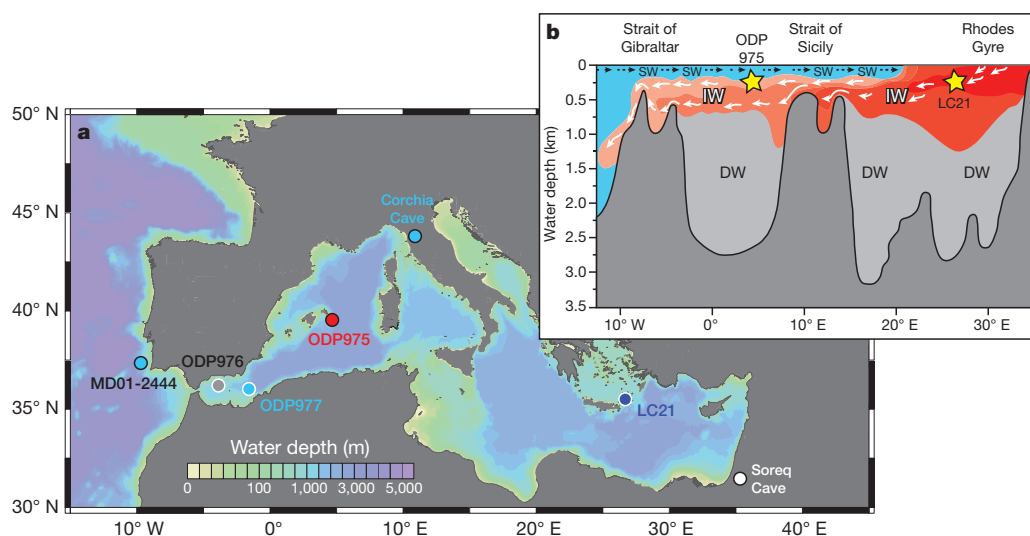 a
50° N
45° N
40° N
35° N
30° N
10° W
0°
10° E
20° E
30° E
40° E
Corchia
Cave
ODP975
ODP976
MD01-2444
ODP977
LC21
Soreq
Cave
Water depth (m)
0
100
1,000
3,000
5,000
b
Strait of
Gibraltar
ODP
975
Strait of
Sicily
Rhodes
Gyre
SW
SW
SW
SW
IW
IW
LC21
DW
DW
DW
Water depth (km)
0
0.5
1.0
1.5
2.0
2.5
3.0
3.5
10° W
0°
10° E
20° E
30° E